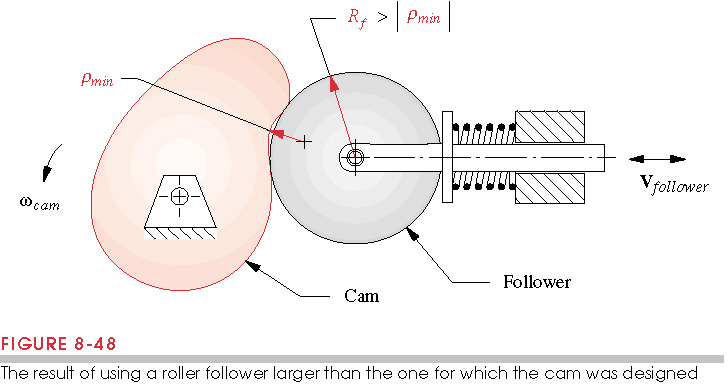 R_f > | ρ_min |
ρ_min
ω_cam
V_follower
Follower
Cam
FIGURE 8-48
The result of using a roller follower larger than the one for which the cam was designed